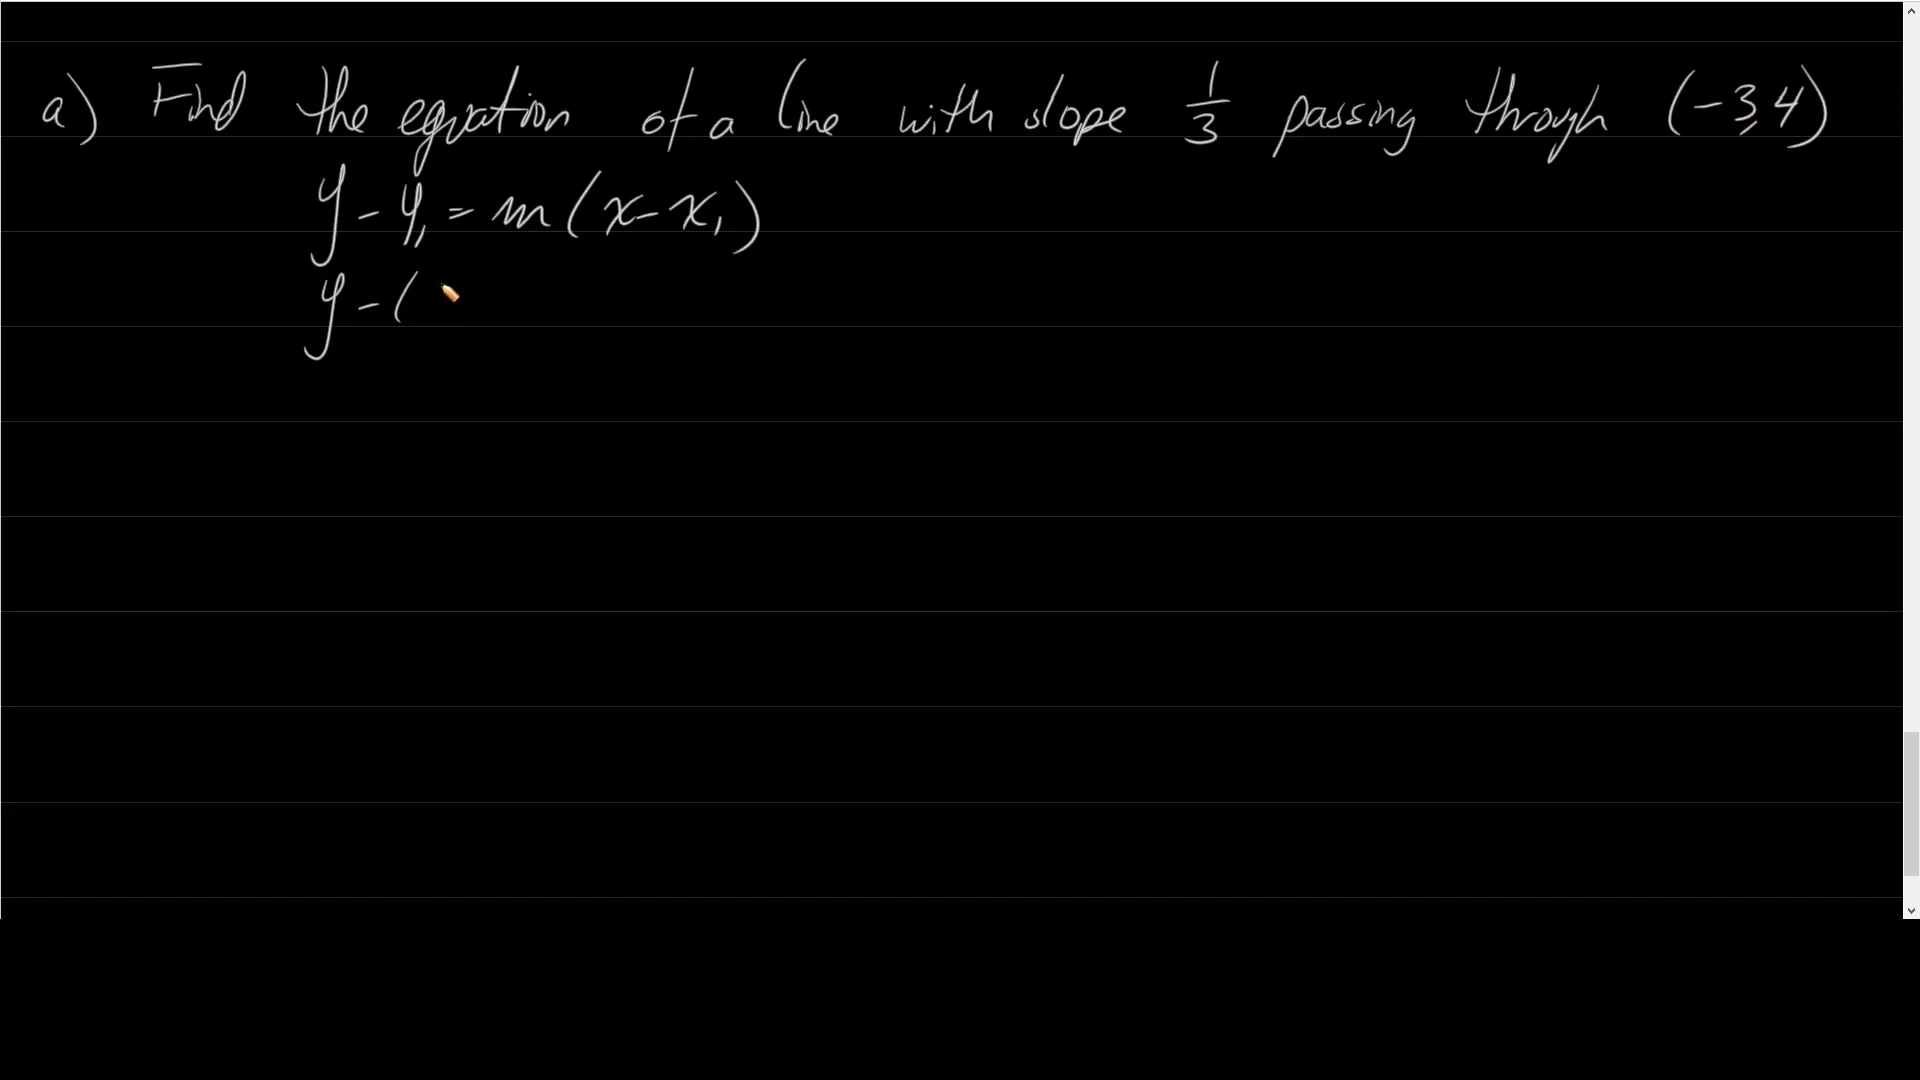 a) Find the equation of a line with slope 1/3 passing through (-3,4)
y - y₁ = m(x - x₁)
y - (